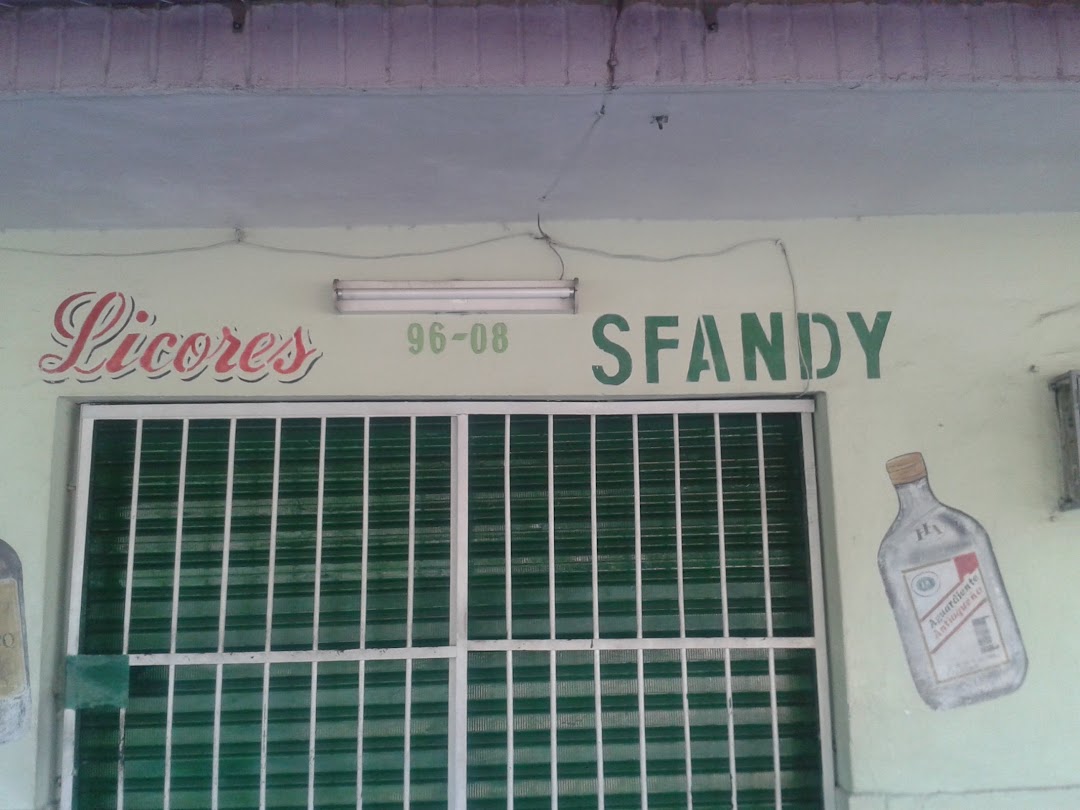 Licores
96-08
SFANDY
Aguardiente
Antioqueño